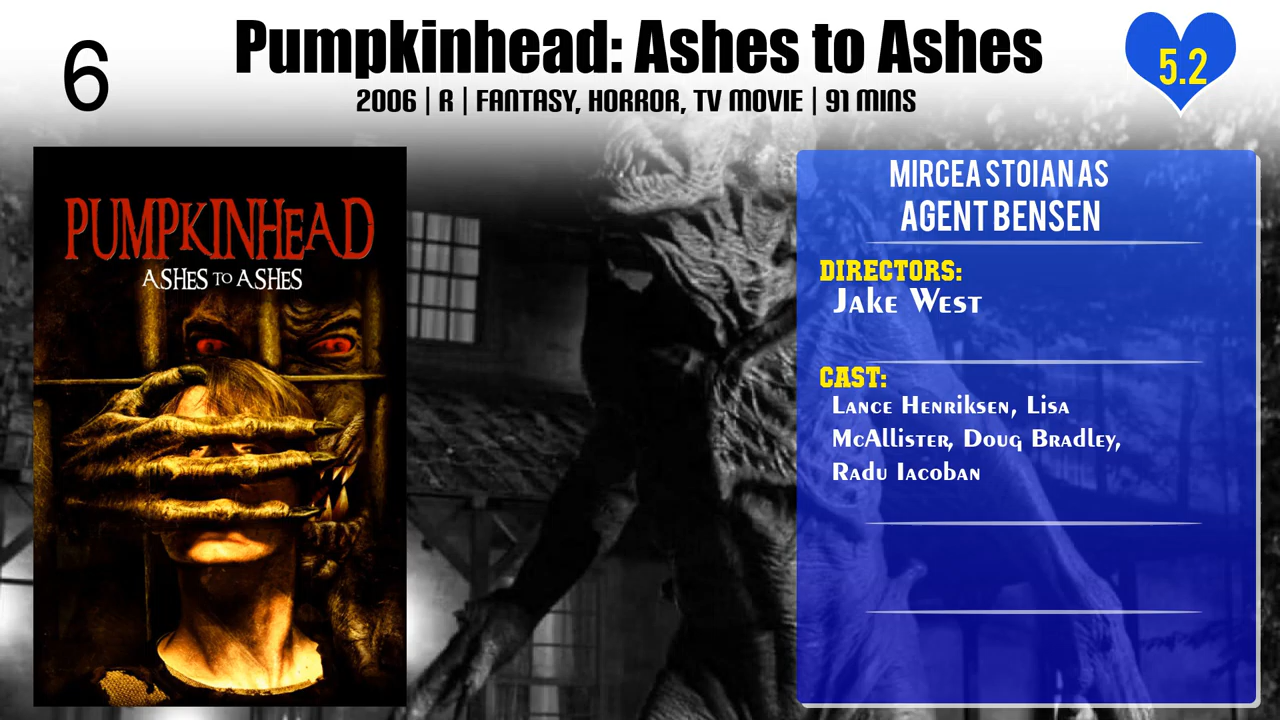 6
Pumpkinhead: Ashes to Ashes
2006 | R | FANTASY, HORROR, TV MOVIE | 91 MINS
5.2
PUMPKINHEAD
ASHES TO ASHES
MIRCEA STOIAN AS
AGENT BENSEN
DIRECTORS:
Jake West
CAST:
Lance Henriksen, Lisa
McAllister, Doug Bradley,
Radu Iacoban